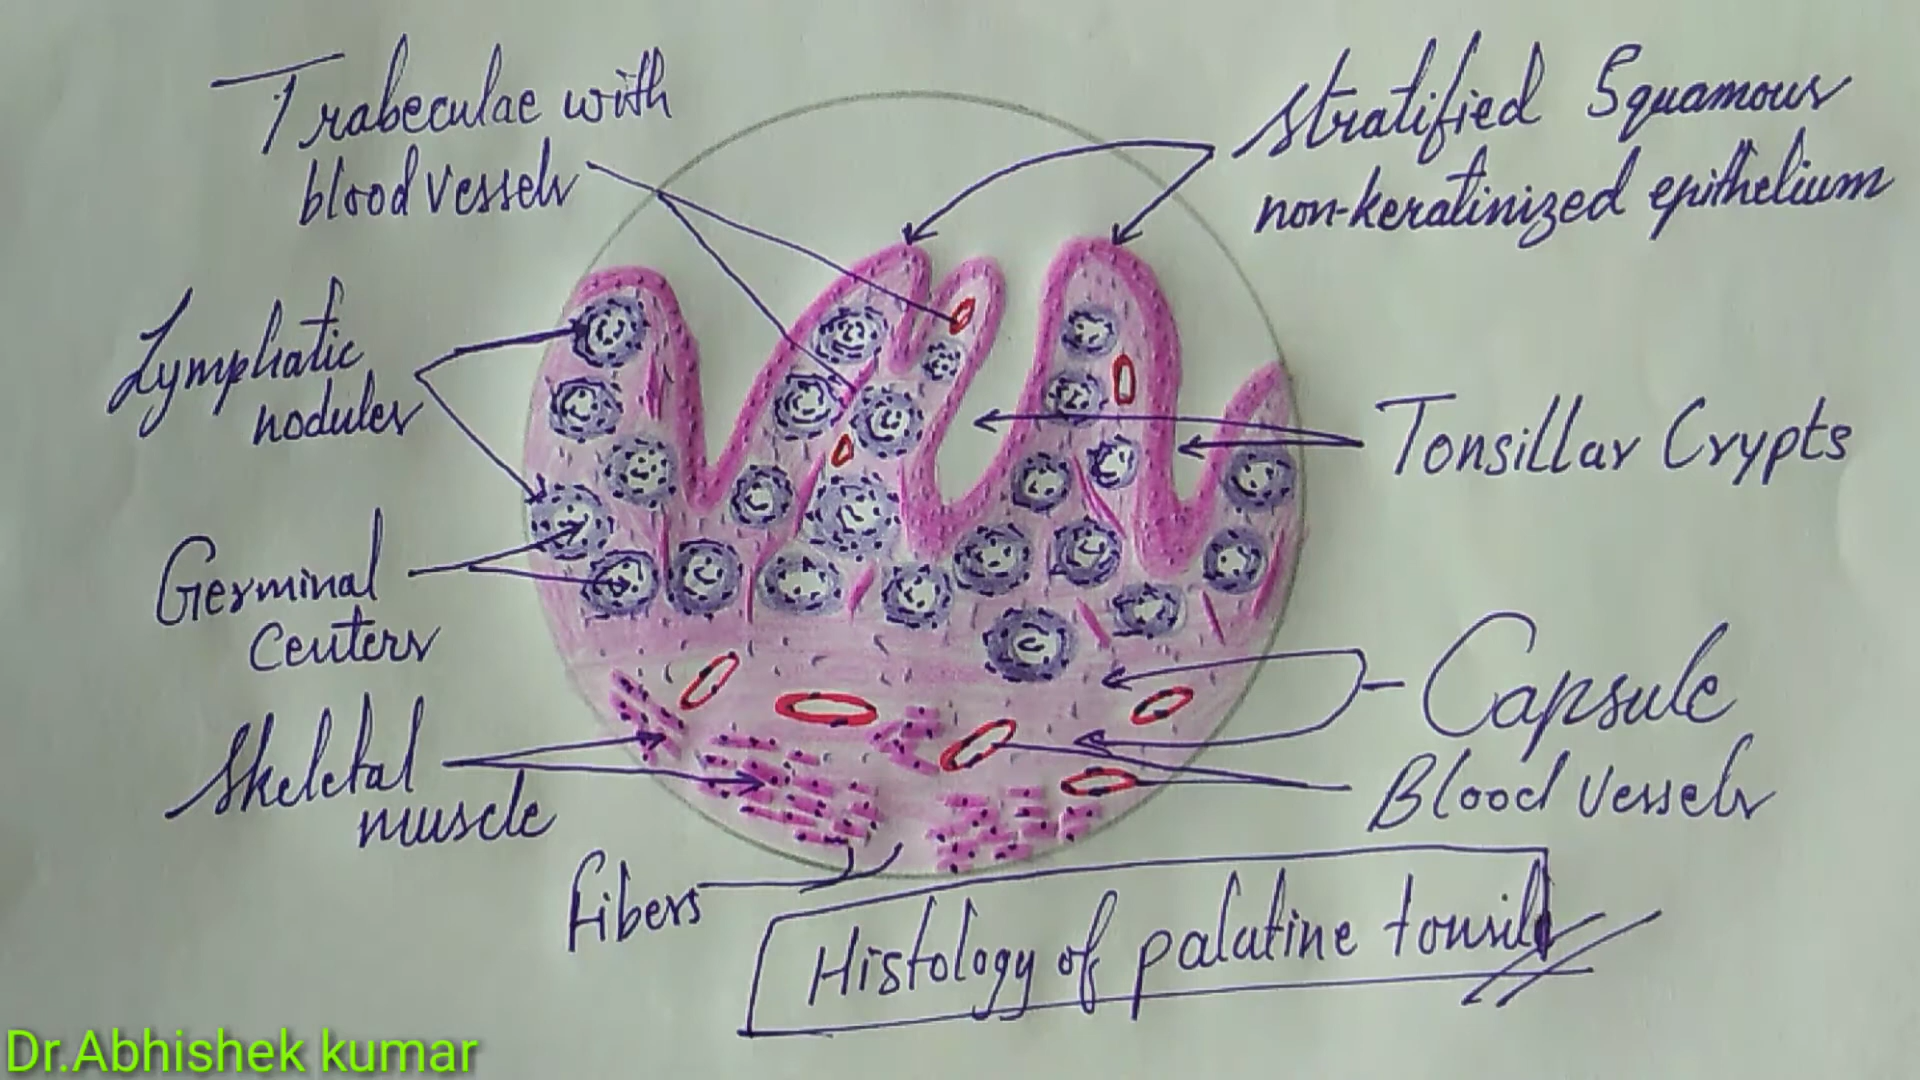 Trabeculae with
blood vessels
Stratified Squamous
non-keratinized epithelium
Lymphatic
nodules
Tonsillar Crypts
Germinal
Centers
Capsule
Skeletal
muscle
Blood Vessels
Fibers
Histology of palatine tonsil
Dr.Abhishek kumar